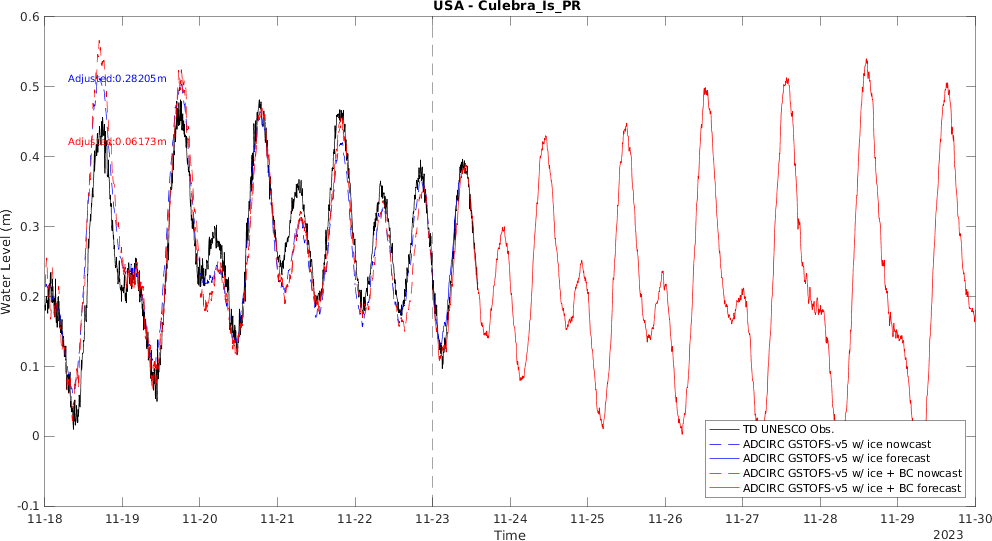 USA - Culebra_Is_PR
0.6
0.5
0.4
0.3
0.2
0.1
0
-0.1
Water Level (m)
Adjusted:0.28205m
Adjusted:0.06173m
TD UNESCO Obs.
ADCIRC GSTOFS-v5 w/ ice nowcast
ADCIRC GSTOFS-v5 w/ ice forecast
ADCIRC GSTOFS-v5 w/ ice + BC nowcast
ADCIRC GSTOFS-v5 w/ ice + BC forecast
11-18 11-19 11-20 11-21 11-22 11-23 11-24 11-25 11-26 11-27 11-28 11-29 11-30
Time
2023